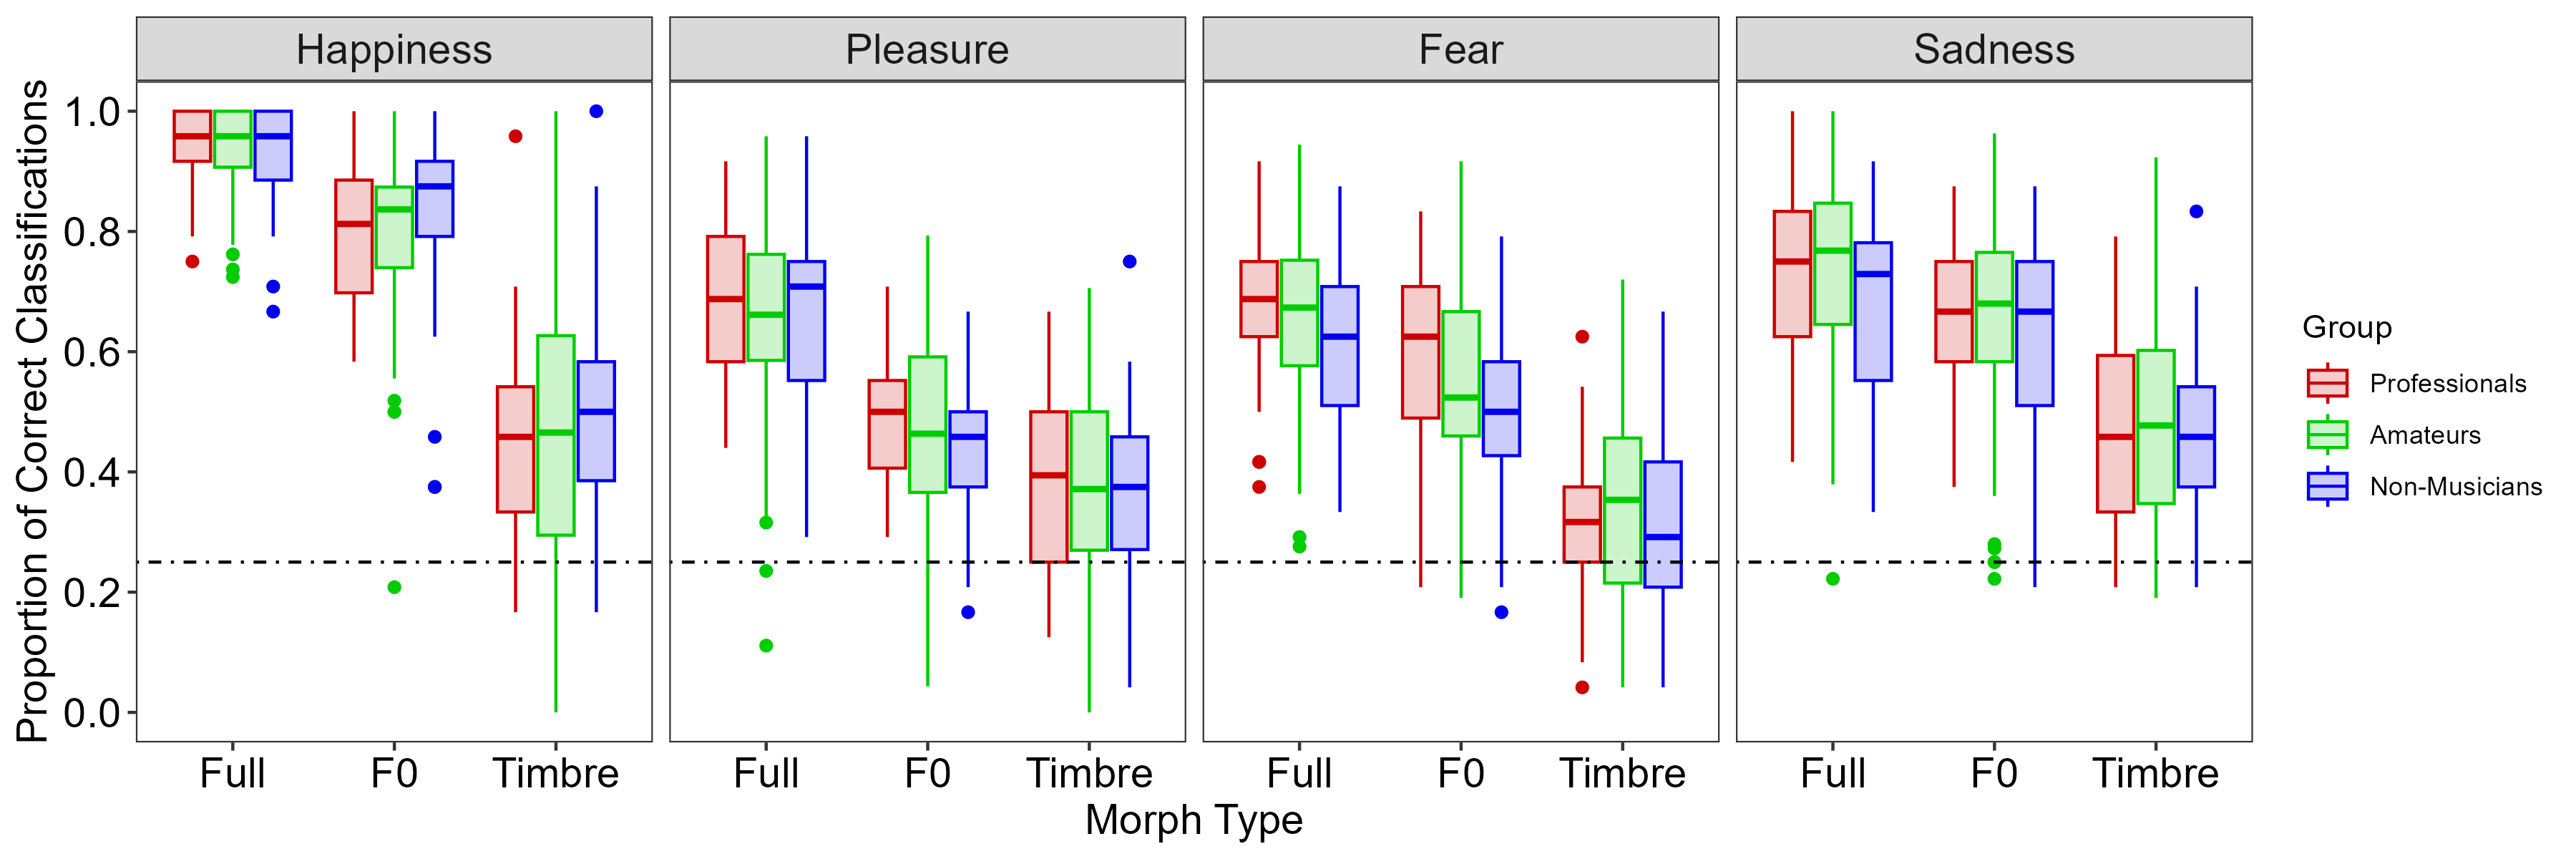 Happiness Pleasure Fear Sadness
Proportion of Correct Classifications
1.0
0.8
0.6
0.4
0.2
0.0
Full F0 Timbre Full F0 Timbre Full F0 Timbre Full F0 Timbre
Morph Type
Group
Professionals
Amateurs
Non-Musicians